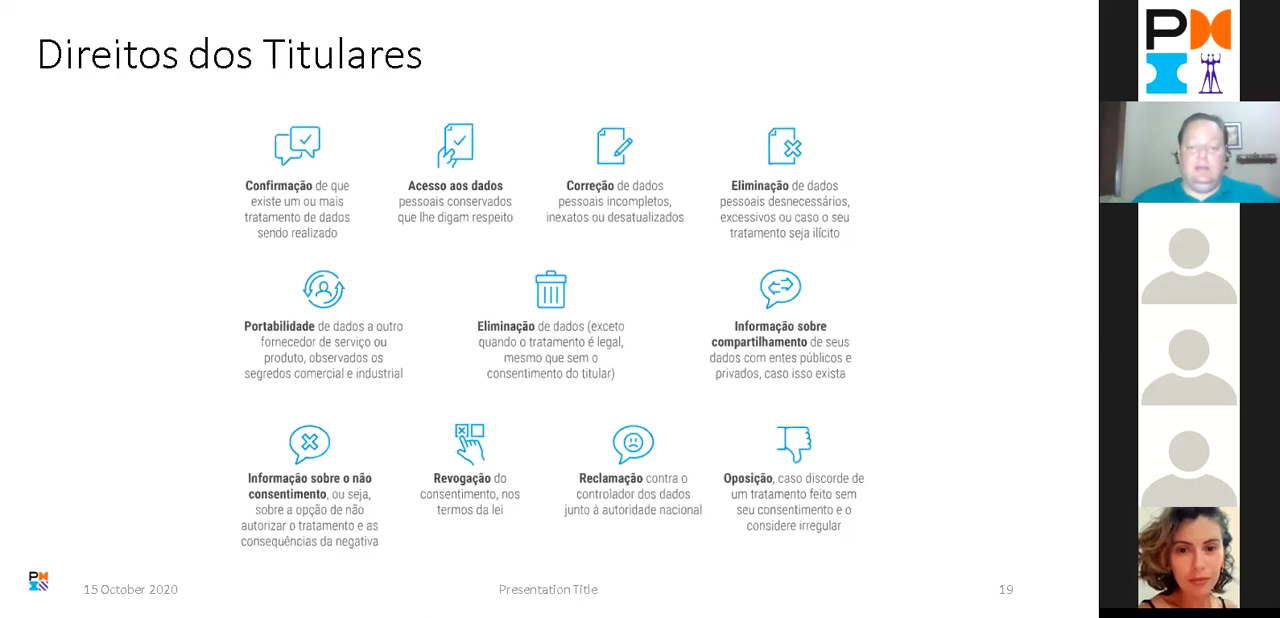 Direitos dos Titulares
Confirmação de que
existe um ou mais
tratamento de dados
sendo realizado
Acesso aos dados
pessoais conservados
que lhe digam respeito
Correção de dados
pessoais incompletos,
inexatos ou desatualizados
Eliminação de dados
pessoais desnecessários,
excessivos ou caso o seu
tratamento seja ilícito
Portabilidade de dados a outro
fornecedor de serviço ou
produto, observados os
segredos comercial e industrial
Eliminação de dados (exceto
quando o tratamento é legal,
mesmo que sem o
consentimento do titular)
Informação sobre
compartilhamento de seus
dados com entes públicos e
privados, caso isso exista
Informação sobre o não
consentimento, ou seja,
sobre a opção de não
autorizar o tratamento e as
consequências da negativa
Revogação do
consentimento, nos
termos da lei
Reclamação contra o
controlador dos dados
junto à autoridade nacional
Oposição, caso discorde de
um tratamento feito sem
seu consentimento e o
considere irregular
15 October 2020
Presentation Title
19